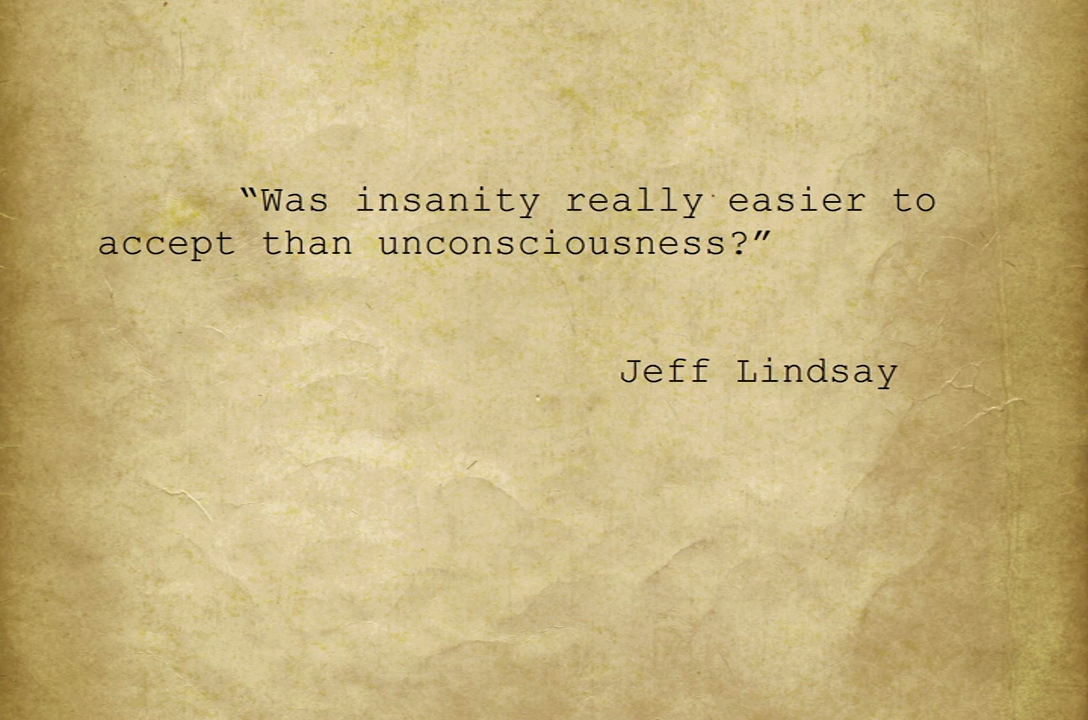 “Was insanity really easier to
accept than unconsciousness?”
Jeff Lindsay